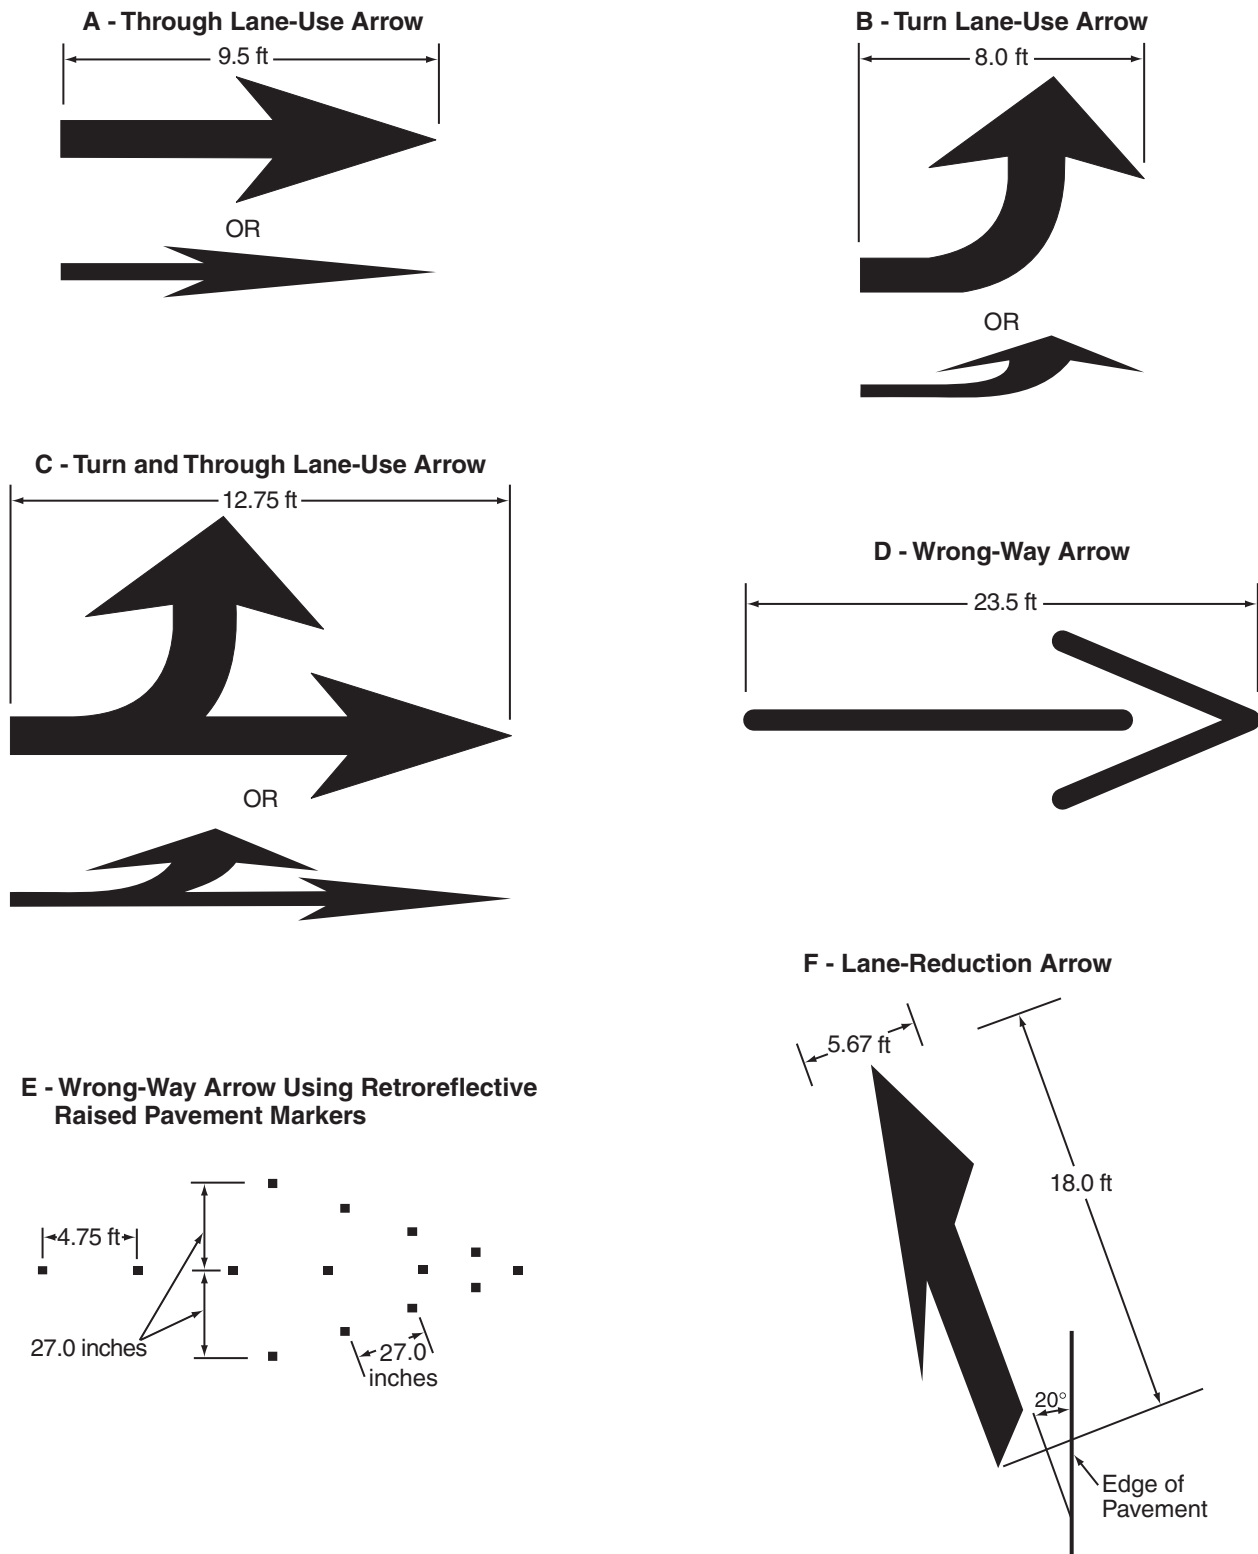 A - Through Lane-Use Arrow
9.5 ft
OR
B - Turn Lane-Use Arrow
8.0 ft
OR
C - Turn and Through Lane-Use Arrow
12.75 ft
OR
D - Wrong-Way Arrow
23.5 ft
E - Wrong-Way Arrow Using Retroreflective
Raised Pavement Markers
4.75 ft
27.0 inches
27.0
inches
F - Lane-Reduction Arrow
5.67 ft
18.0 ft
20°
Edge of
Pavement